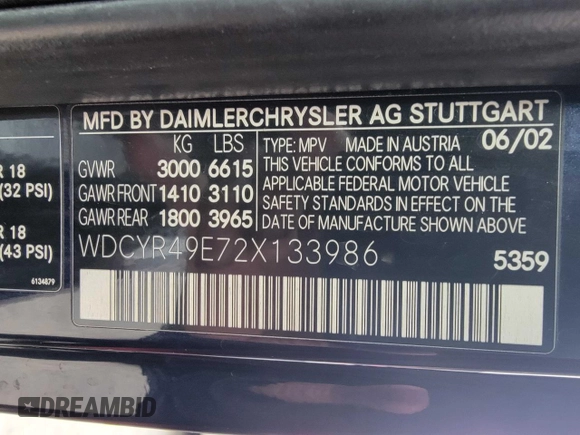 MFD BY DAIMLERCHRYSLER AG STUTTGART
KG LBS
GVWR 3000 6615
GAWR FRONT 1410 3110
GAWR REAR 1800 3965
TYPE: MPV MADE IN AUSTRIA 06/02
THIS VEHICLE CONFORMS TO ALL
APPLICABLE FEDERAL MOTOR VEHICLE
SAFETY STANDARDS IN EFFECT ON THE
DATE OF MANUFACTURE SHOWN ABOVE.
WDCYR49E72X133986
5359
R 18
(32 PSI)
R 18
(43 PSI)
6134879
DREAMBID